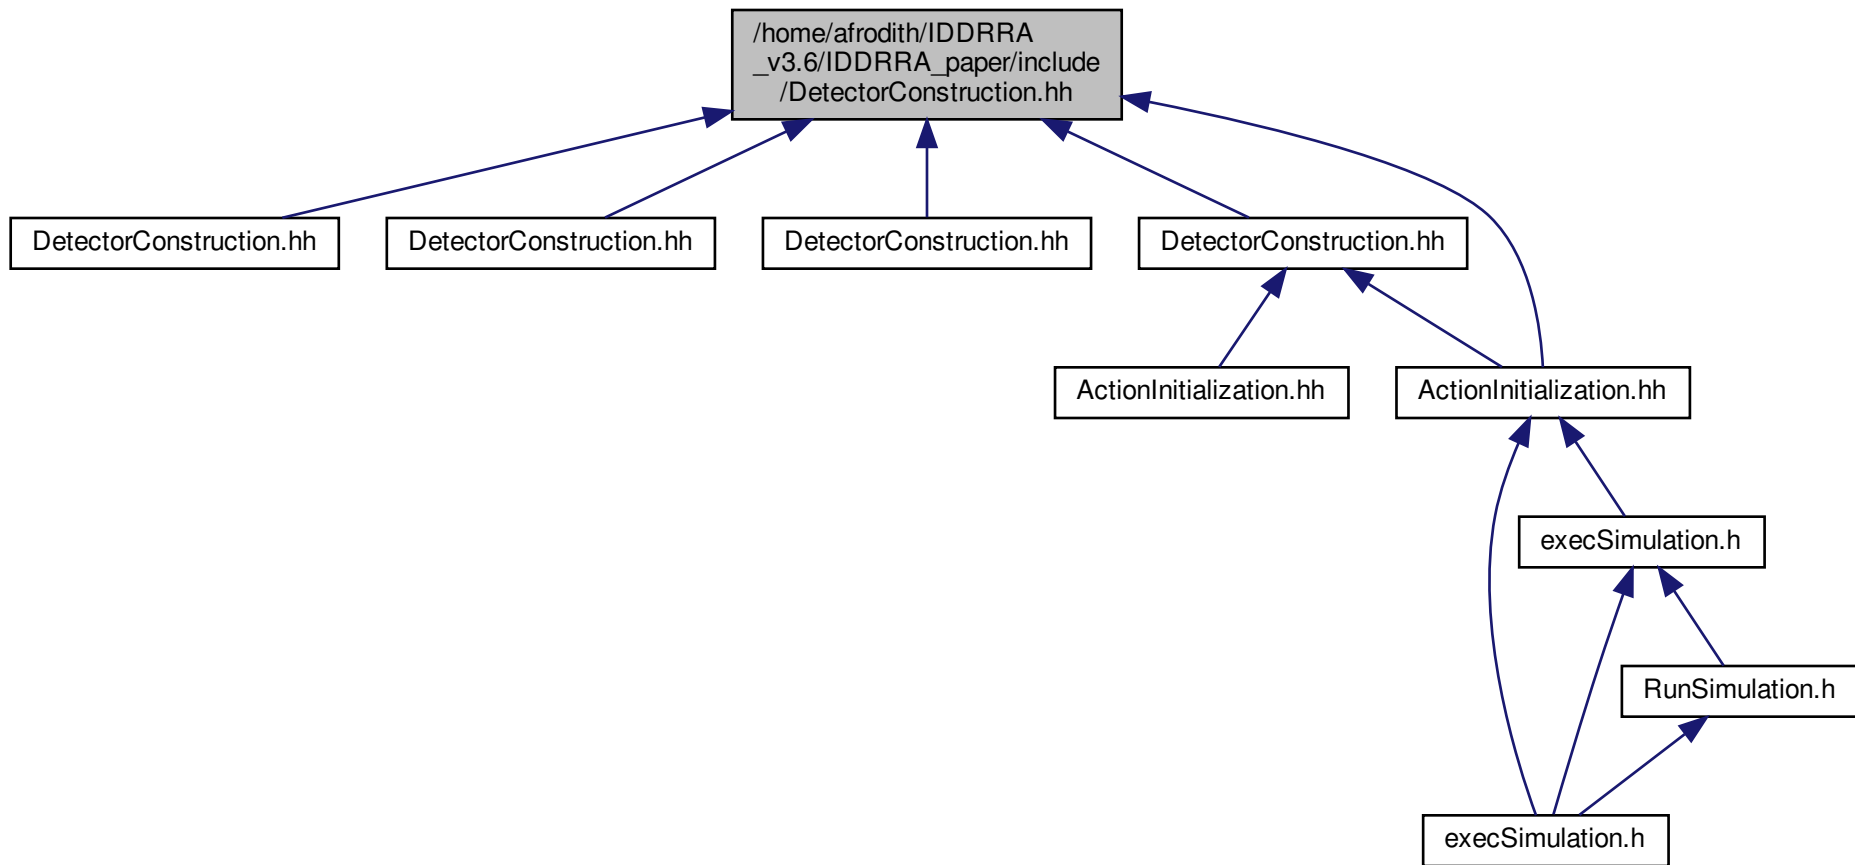 /home/afrodith/IDDRRA
_v3.6/IDDRRA_paper/include
/DetectorConstruction.hh
DetectorConstruction.hh
DetectorConstruction.hh
DetectorConstruction.hh
DetectorConstruction.hh
ActionInitialization.hh
ActionInitialization.hh
execSimulation.h
RunSimulation.h
execSimulation.h